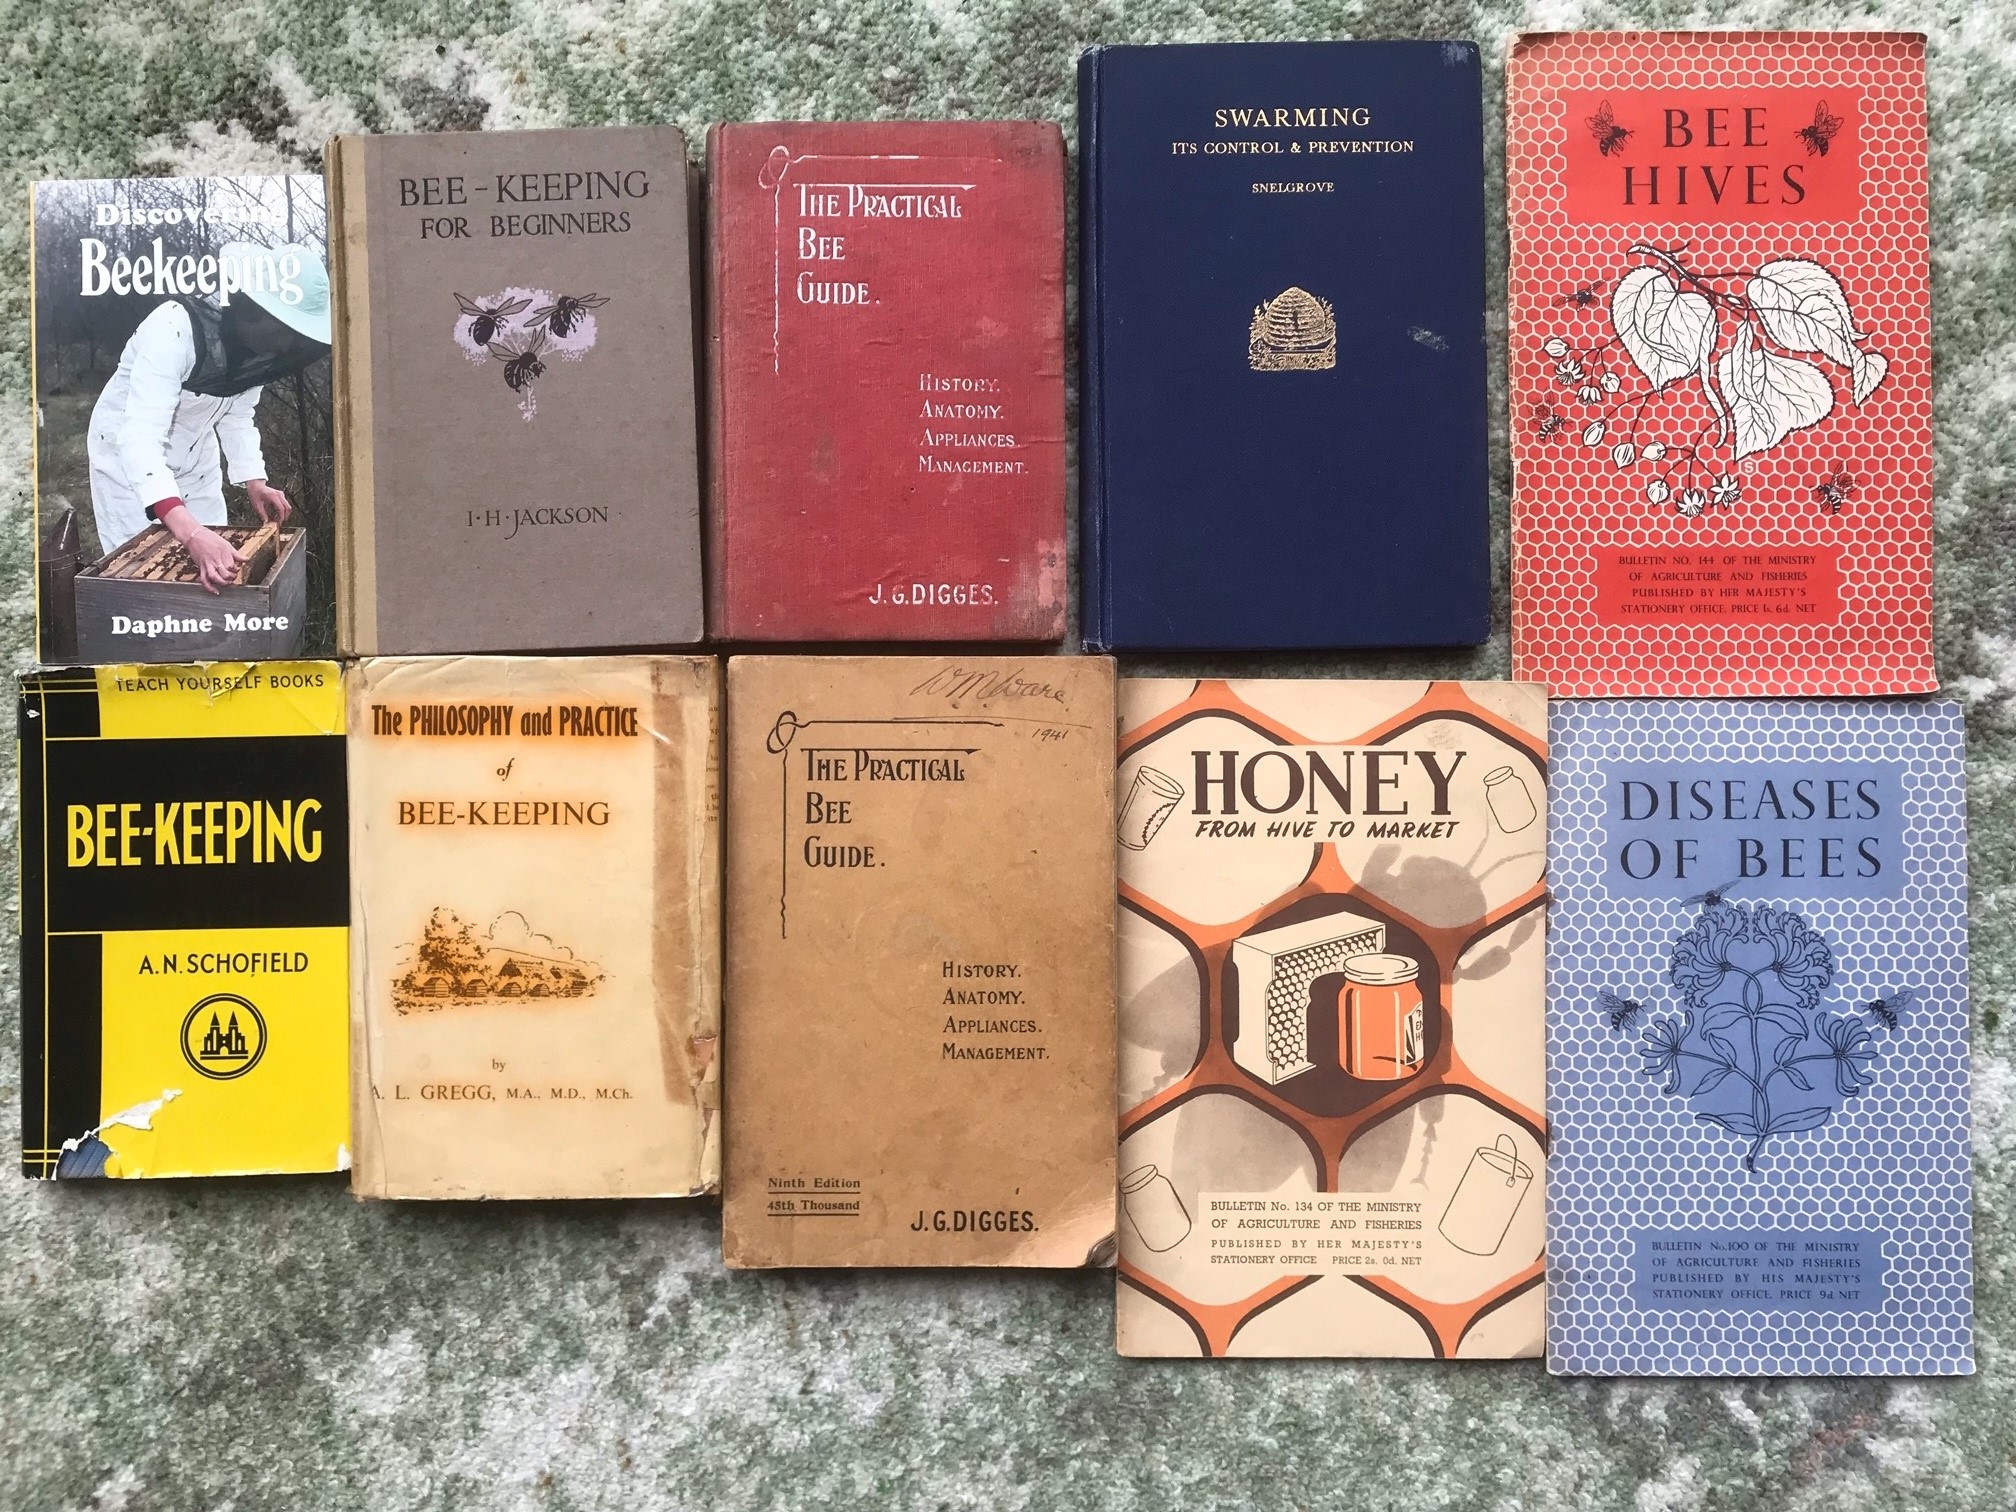 Discovering
Beekeeping
Daphne More
BEE-KEEPING
FOR BEGINNERS
I·H·JACKSON
THE PRACTICAL
BEE
GUIDE.
HISTORY.
ANATOMY.
APPLIANCES.
MANAGEMENT.
J.G.DIGGES.
SWARMING
ITS CONTROL & PREVENTION
SNELGROVE
BEE
HIVES
S
BULLETIN NO. 144 OF THE MINISTRY
OF AGRICULTURE AND FISHERIES
PUBLISHED BY HER MAJESTY'S
STATIONERY OFFICE. PRICE 1s. 6d. NET
TEACH YOURSELF BOOKS
BEE-KEEPING
A.N. SCHOFIELD
The PHILOSOPHY and PRACTICE
of
BEE-KEEPING
by
A. L. GREGG, M.A., M.D., M.Ch.
W.M.Ware
1941
THE PRACTICAL
BEE
GUIDE.
HISTORY.
ANATOMY.
APPLIANCES.
MANAGEMENT.
Ninth Edition
45th Thousand
J.G.DIGGES.
HONEY
FROM HIVE TO MARKET
BULLETIN No. 134 OF THE MINISTRY
OF AGRICULTURE AND FISHERIES
PUBLISHED BY HER MAJESTY'S
STATIONERY OFFICE PRICE 2s. 0d. NET
DISEASES
OF BEES
BULLETIN No.100 OF THE MINISTRY
OF AGRICULTURE AND FISHERIES
PUBLISHED BY HIS MAJESTY'S
STATIONERY OFFICE. PRICE 9d. NET